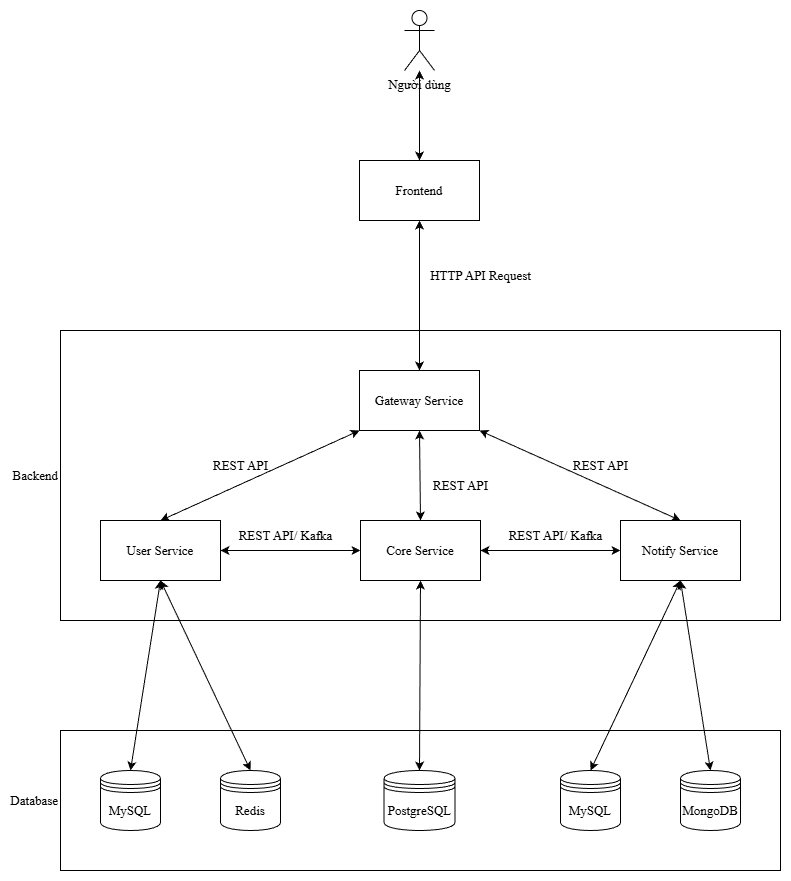 Người dùng
Frontend
HTTP API Request
Gateway Service
REST API
REST API
REST API
Backend
REST API/ Kafka
REST API/ Kafka
User Service
Core Service
Notify Service
Database
MySQL
Redis
PostgreSQL
MySQL
MongoDB